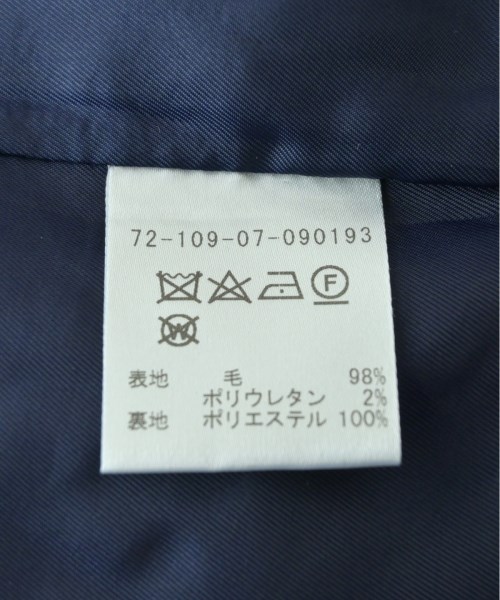 72-109-07-090193
F
W
表地 毛 98%
ポリウレタン 2%
裏地 ポリエステル 100%